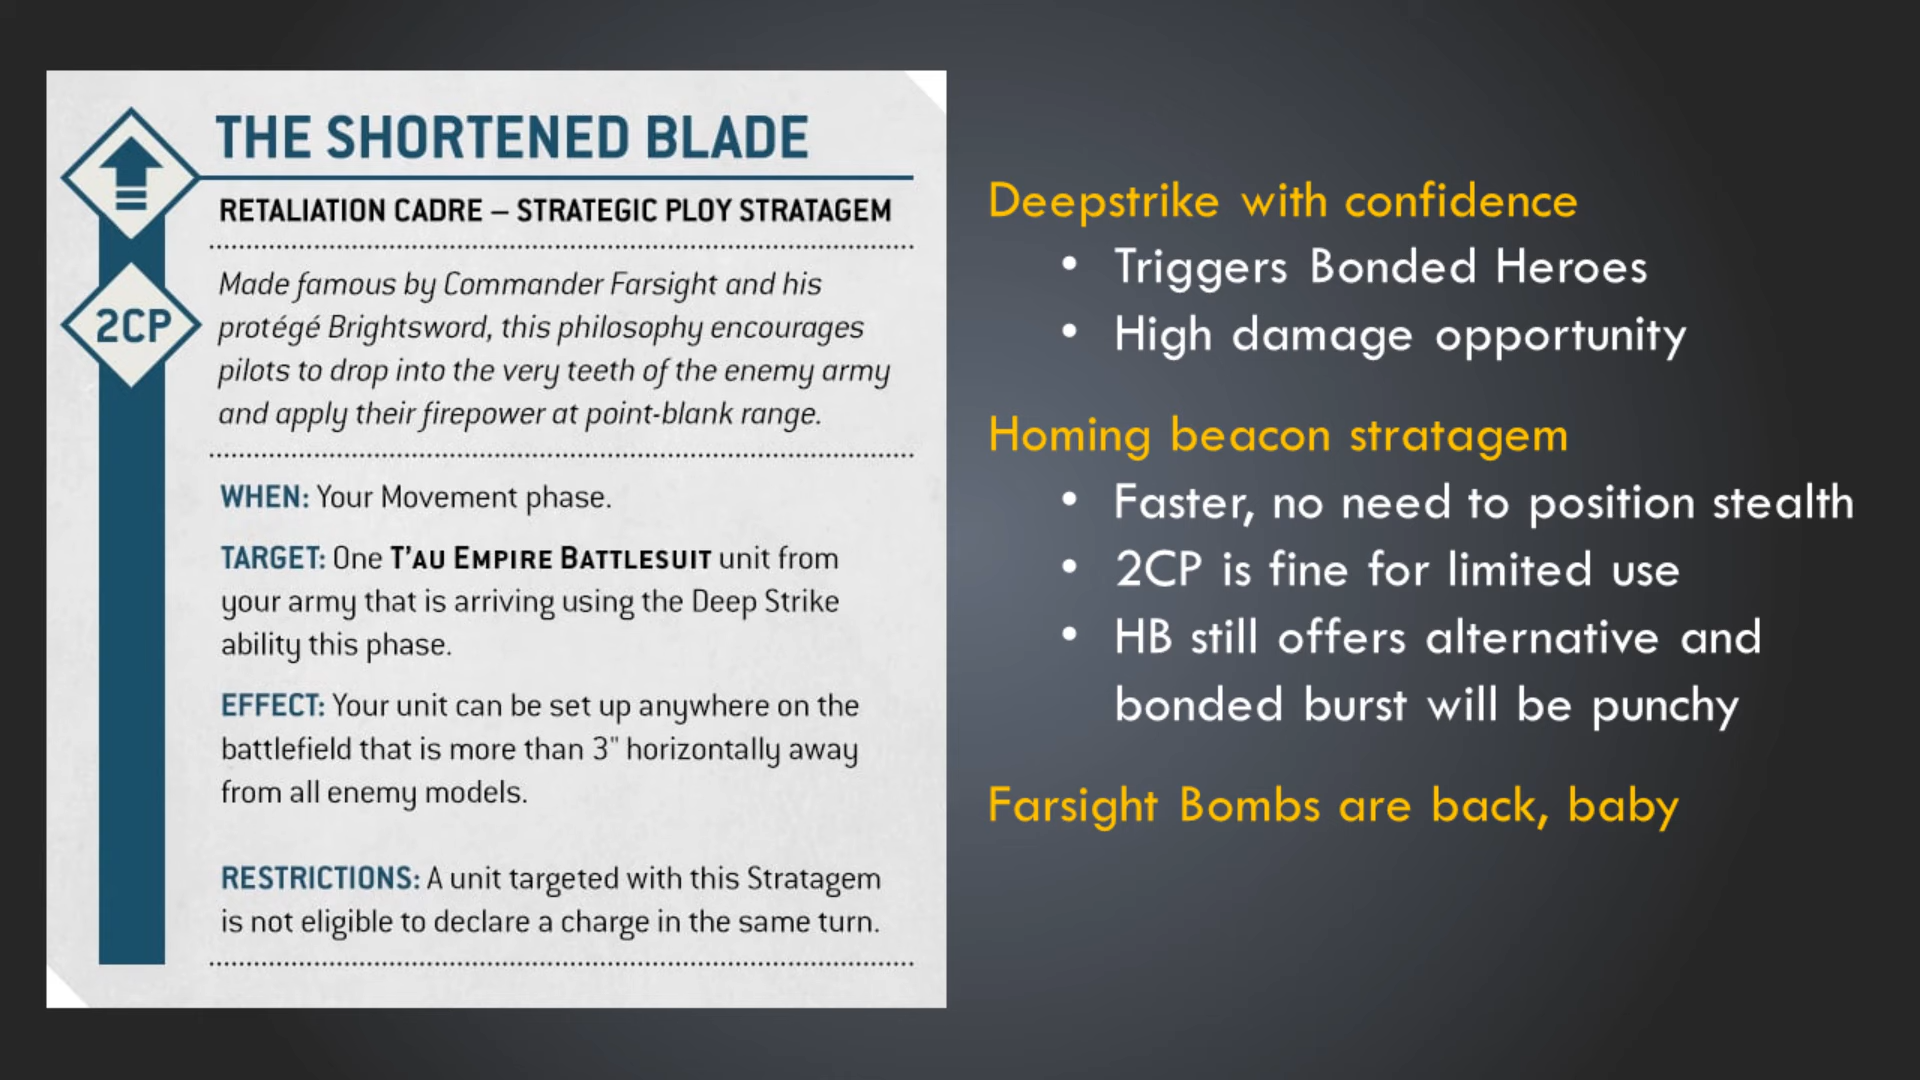 THE SHORTENED BLADE
RETALIATION CADRE – STRATEGIC PLOY STRATAGEM
2CP
Made famous by Commander Farsight and his
protégé Brightsword, this philosophy encourages
pilots to drop into the very teeth of the enemy army
and apply their firepower at point-blank range.
WHEN: Your Movement phase.
TARGET: One T'AU EMPIRE BATTLESUIT unit from
your army that is arriving using the Deep Strike
ability this phase.
EFFECT: Your unit can be set up anywhere on the
battlefield that is more than 3" horizontally away
from all enemy models.
RESTRICTIONS: A unit targeted with this Stratagem
is not eligible to declare a charge in the same turn.
Deepstrike with confidence
• Triggers Bonded Heroes
• High damage opportunity
Homing beacon stratagem
• Faster, no need to position stealth
• 2CP is fine for limited use
• HB still offers alternative and
bonded burst will be punchy
Farsight Bombs are back, baby